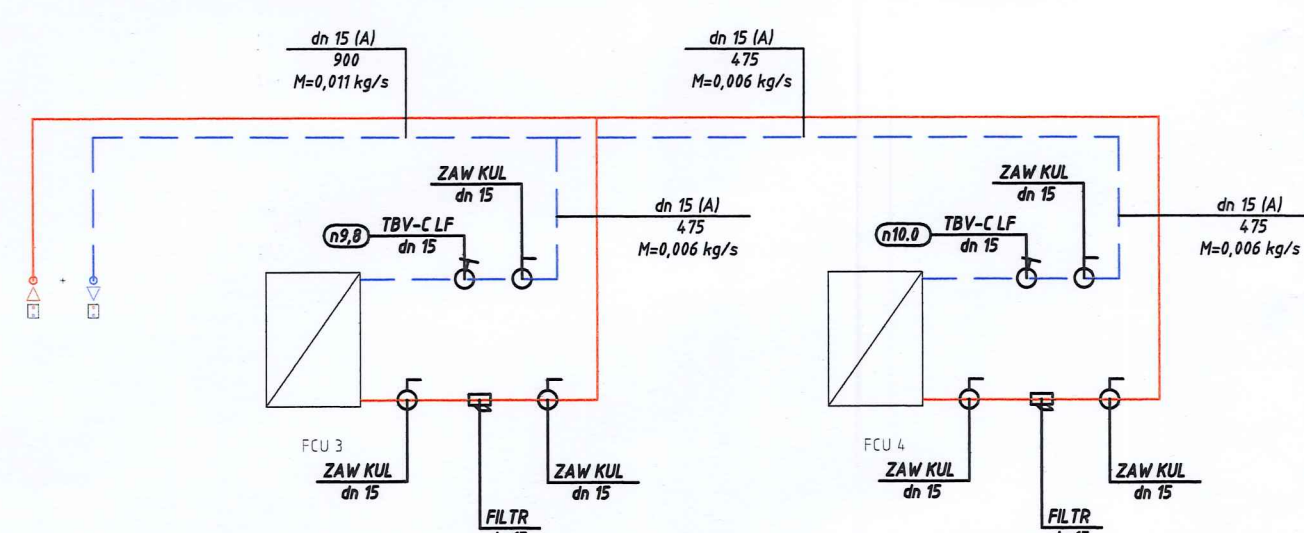 dn 15 (A)
900
M=0,011 kg/s
dn 15 (A)
475
M=0,006 kg/s
ZAW KUL
dn 15
n9,8
TBV-C LF
dn 15
dn 15 (A)
475
M=0,006 kg/s
ZAW KUL
dn 15
n10.0
TBV-C LF
dn 15
dn 15 (A)
475
M=0,006 kg/s
FCU 3
ZAW KUL
dn 15
ZAW KUL
dn 15
FILTR
FCU 4
ZAW KUL
dn 15
ZAW KUL
dn 15
FILTR